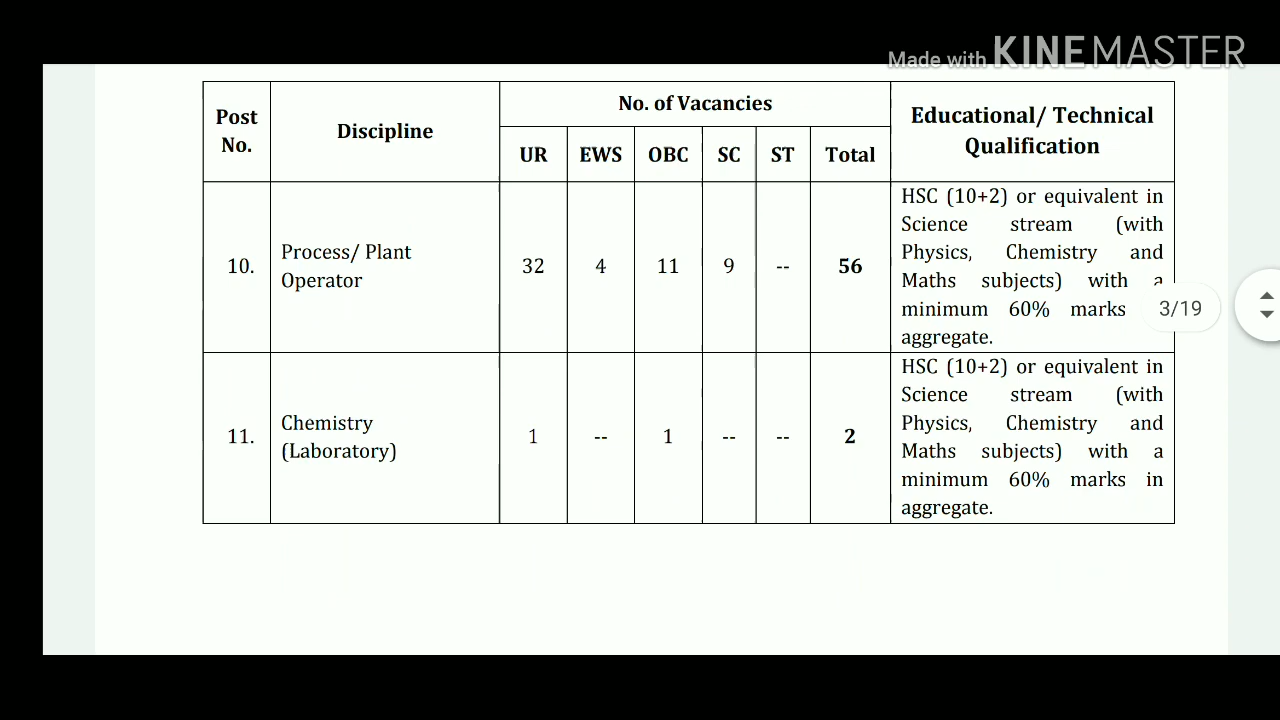 Made with KINEMASTER
Post No.
Discipline
No. of Vacancies
Educational/ Technical
Qualification
UR EWS OBC SC ST Total
10.
Process/ Plant
Operator
32 4 11 9 -- 56
HSC (10+2) or equivalent in
Science stream (with
Physics, Chemistry and
Maths subjects) with a
minimum 60% marks
aggregate.
3/19
11.
Chemistry
(Laboratory)
1 -- 1 -- -- 2
HSC (10+2) or equivalent in
Science stream (with
Physics, Chemistry and
Maths subjects) with a
minimum 60% marks in
aggregate.